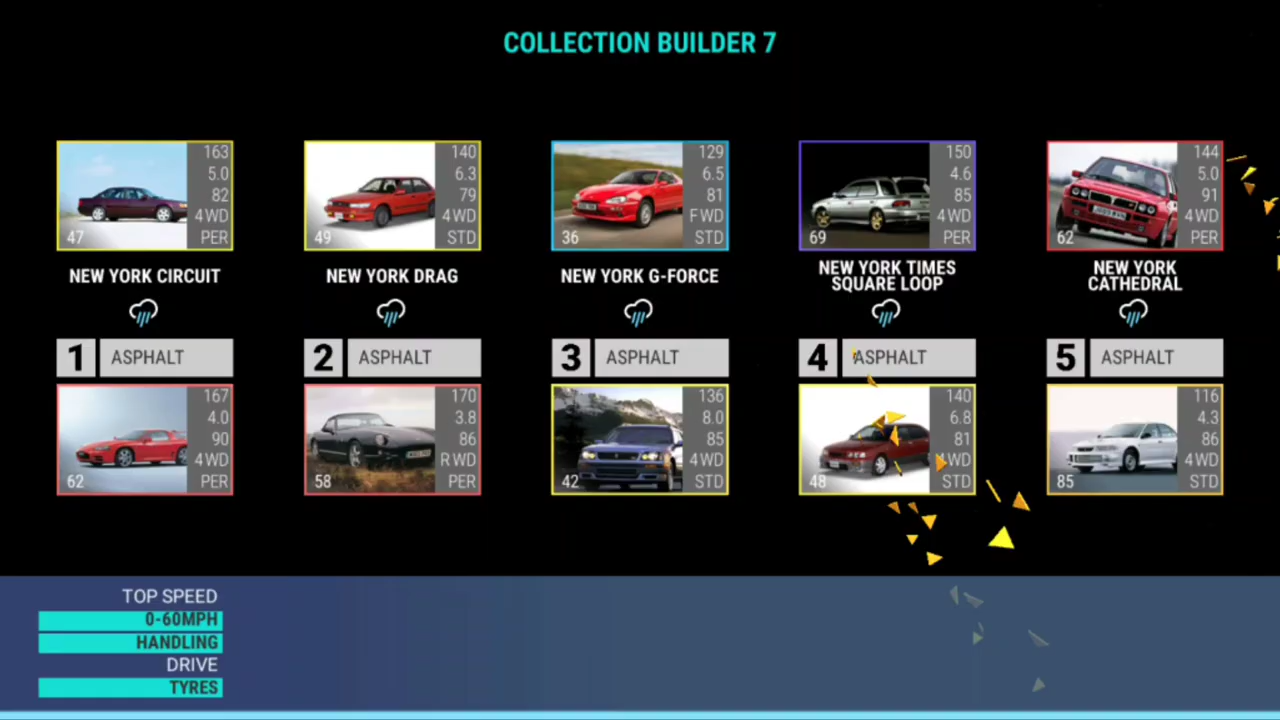 COLLECTION BUILDER 7
163
5.0
82
4WD
PER
47
140
6.3
79
4WD
STD
49
129
6.5
81
FWD
STD
36
150
4.6
85
4WD
PER
69
144
5.0
91
4WD
PER
62
NEW YORK CIRCUIT
NEW YORK DRAG
NEW YORK G-FORCE
NEW YORK TIMES
SQUARE LOOP
NEW YORK
CATHEDRAL
1 ASPHALT
2 ASPHALT
3 ASPHALT
4 ASPHALT
5 ASPHALT
167
4.0
90
4WD
PER
62
170
3.8
86
RWD
PER
58
136
8.0
85
4WD
STD
42
140
6.8
81
STD
48
116
4.3
86
4WD
STD
85
TOP SPEED
0-60MPH
HANDLING
DRIVE
TYRES